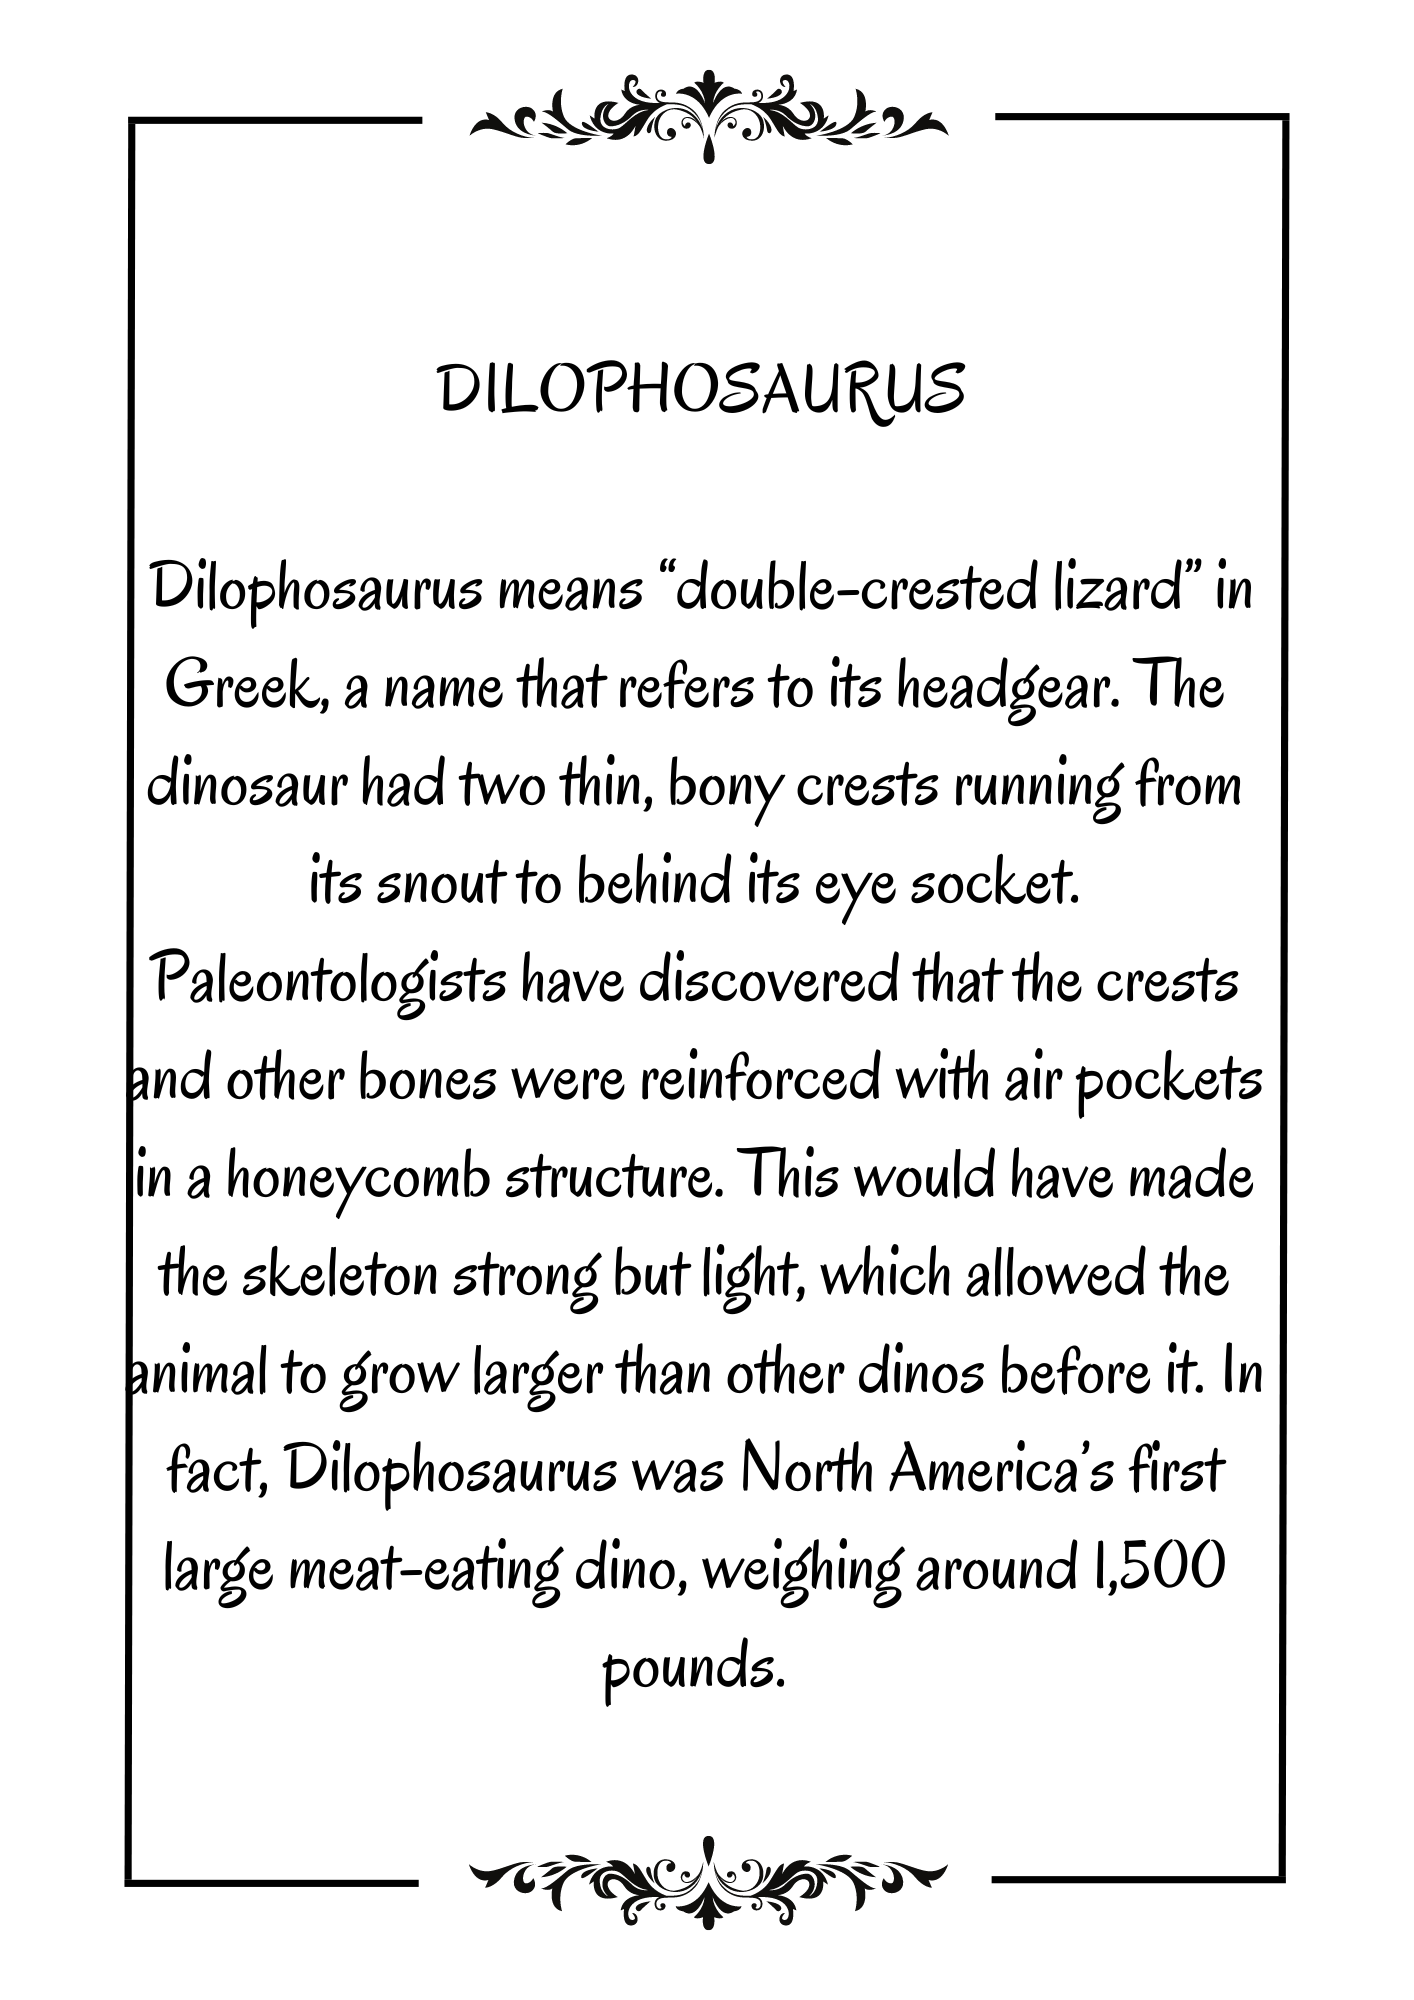 DILOPHOSAURUS
Dilophosaurus means “double-crested lizard” in
Greek, a name that refers to its headgear. The
dinosaur had two thin, bony crests running from
its snout to behind its eye socket.
Paleontologists have discovered that the crests
and other bones were reinforced with air pockets
in a honeycomb structure. This would have made
the skeleton strong but light, which allowed the
animal to grow larger than other dinos before it. In
fact, Dilophosaurus was North America’s first
large meat-eating dino, weighing around 1,500
pounds.